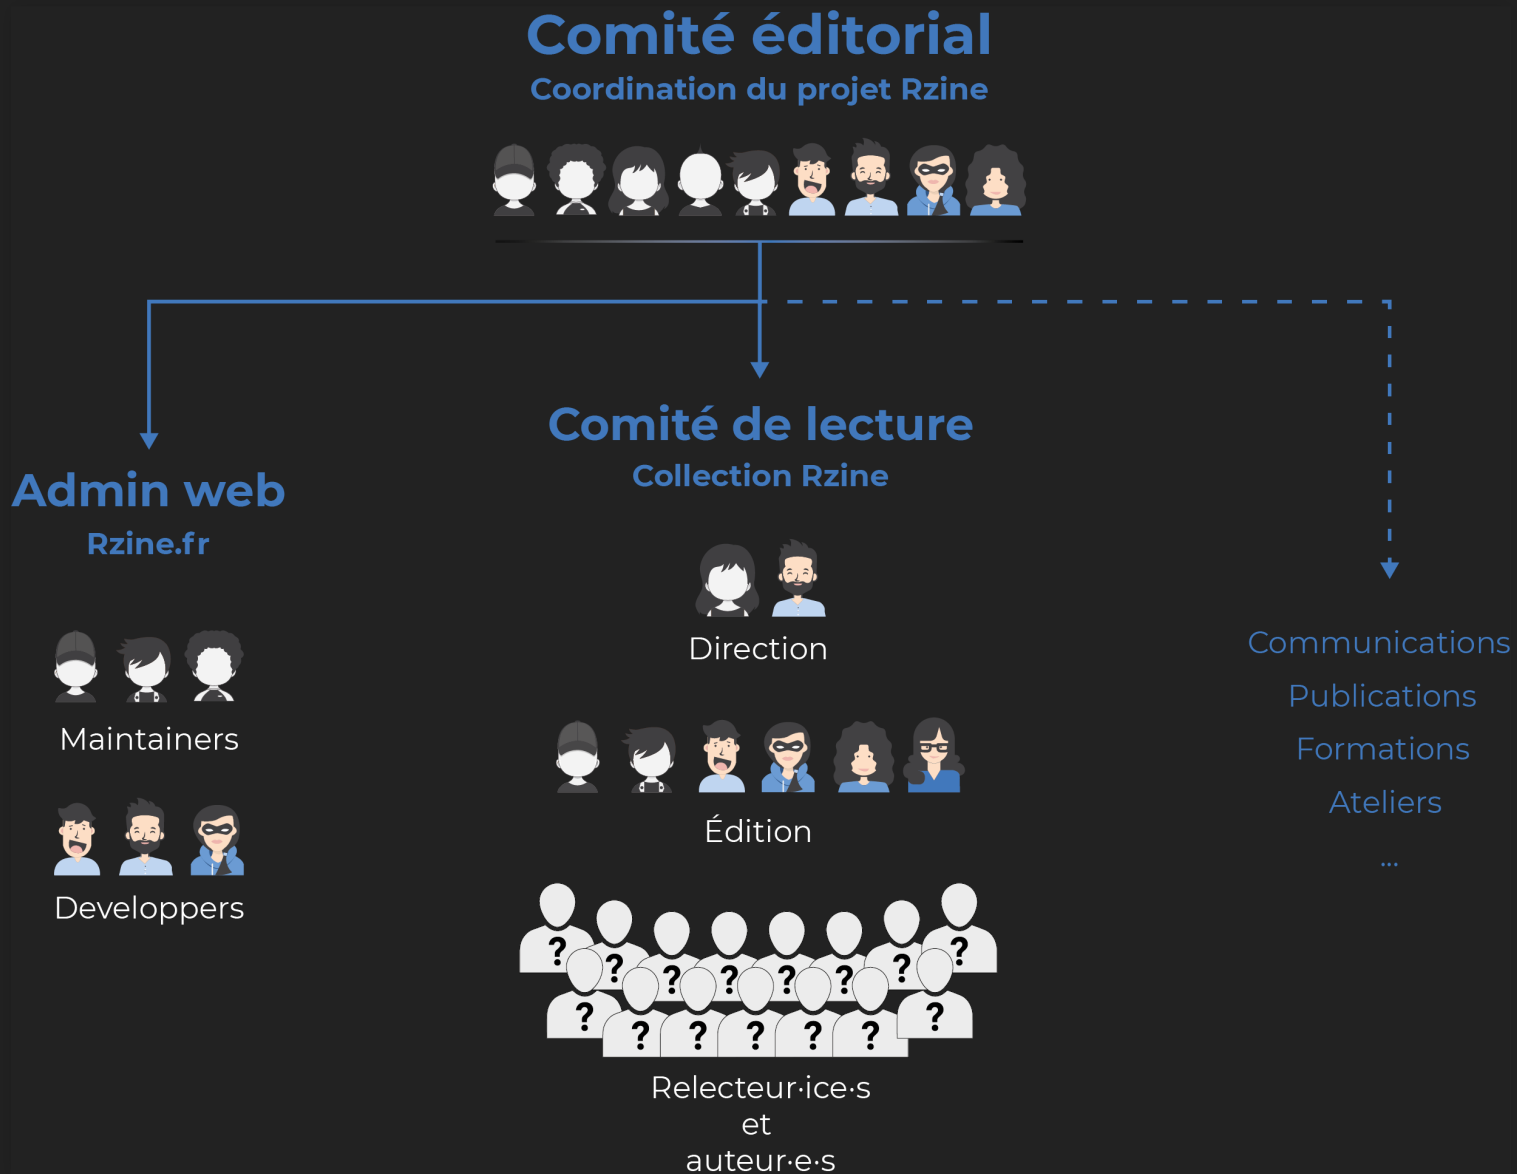 Comité éditorial
Coordination du projet Rzine
Admin web
Rzine.fr
Maintainers
Developpers
Comité de lecture
Collection Rzine
Direction
Édition
? ? ? ? ? ? ? ?
? ? ? ? ? ? ?
Relecteur·ice·s
et
auteur·e·s
Communications
Publications
Formations
Ateliers
...